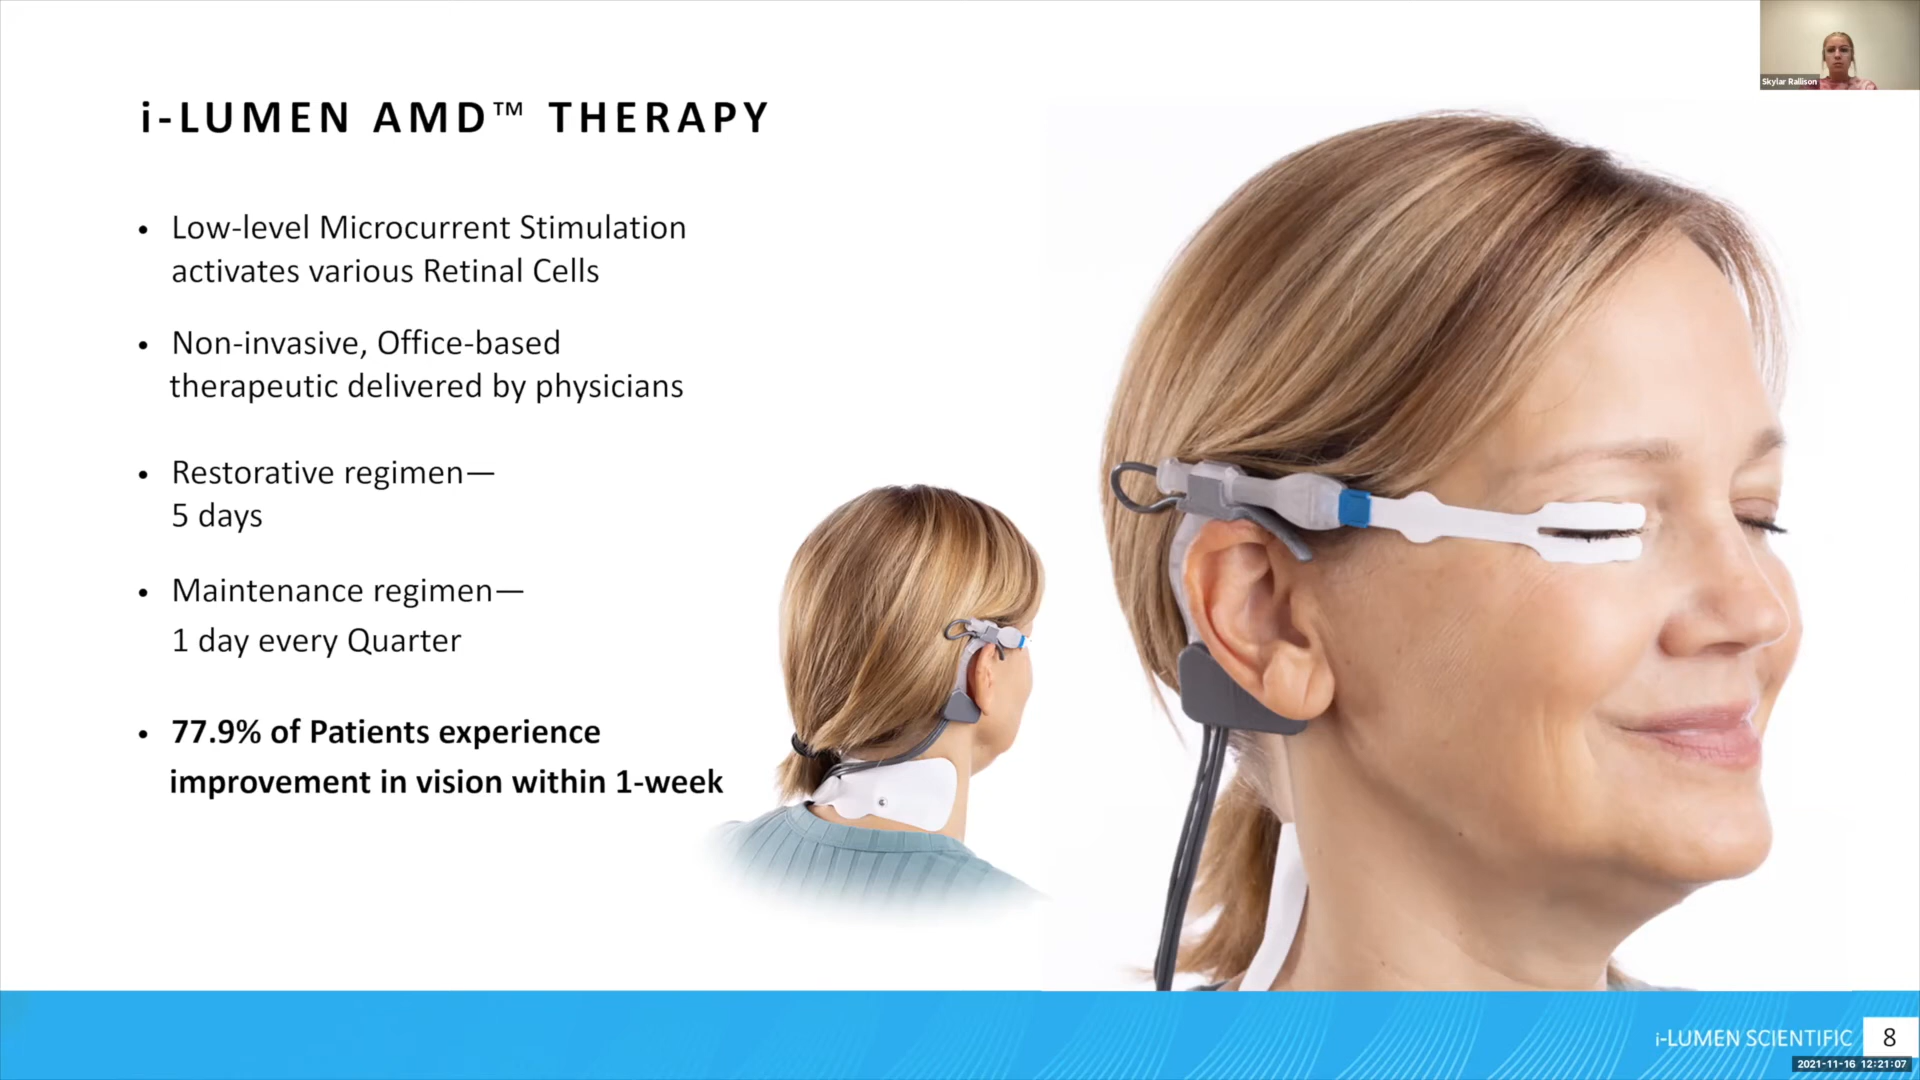 Skylar Rallison
i-LUMEN AMD™ THERAPY
• Low-level Microcurrent Stimulation
activates various Retinal Cells
• Non-invasive, Office-based
therapeutic delivered by physicians
• Restorative regimen—
5 days
• Maintenance regimen—
1 day every Quarter
• 77.9% of Patients experience
improvement in vision within 1-week
i-LUMEN SCIENTIFIC 8
2021-11-16 12:21:07